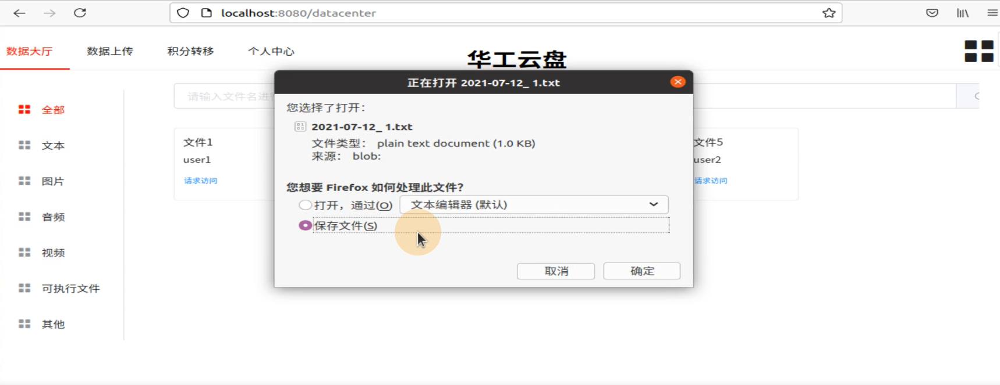 localhost:8080/datacenter
数据大厅 数据上传 积分转移 个人中心
华工云盘
正在打开 2021-07-12_ 1.txt
请输入文件名进行
您选择了打开：
2021-07-12_ 1.txt
文件类型： plain text document (1.0 KB)
来源： blob:
您想要 Firefox 如何处理此文件？
打开，通过(O) 文本编辑器 (默认)
保存文件(S)
取消 确定
全部
文本
图片
音频
视频
可执行文件
其他
文件1
user1
请求访问
文件5
user2
请求访问